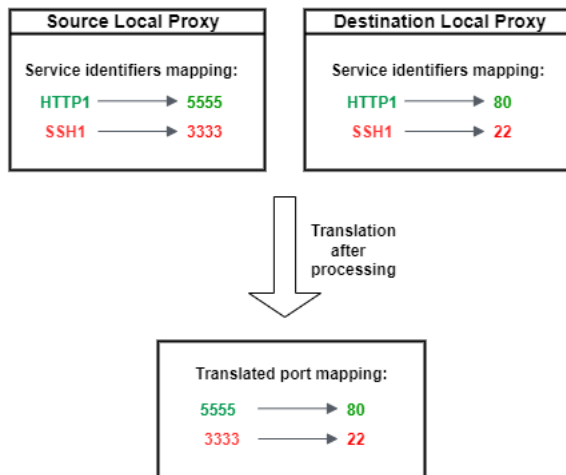 Source Local Proxy
Service identifiers mapping:
HTTP1 5555
SSH1 3333
Destination Local Proxy
Service identifiers mapping:
HTTP1 80
SSH1 22
Translation
after
processing
Translated port mapping:
5555 80
3333 22